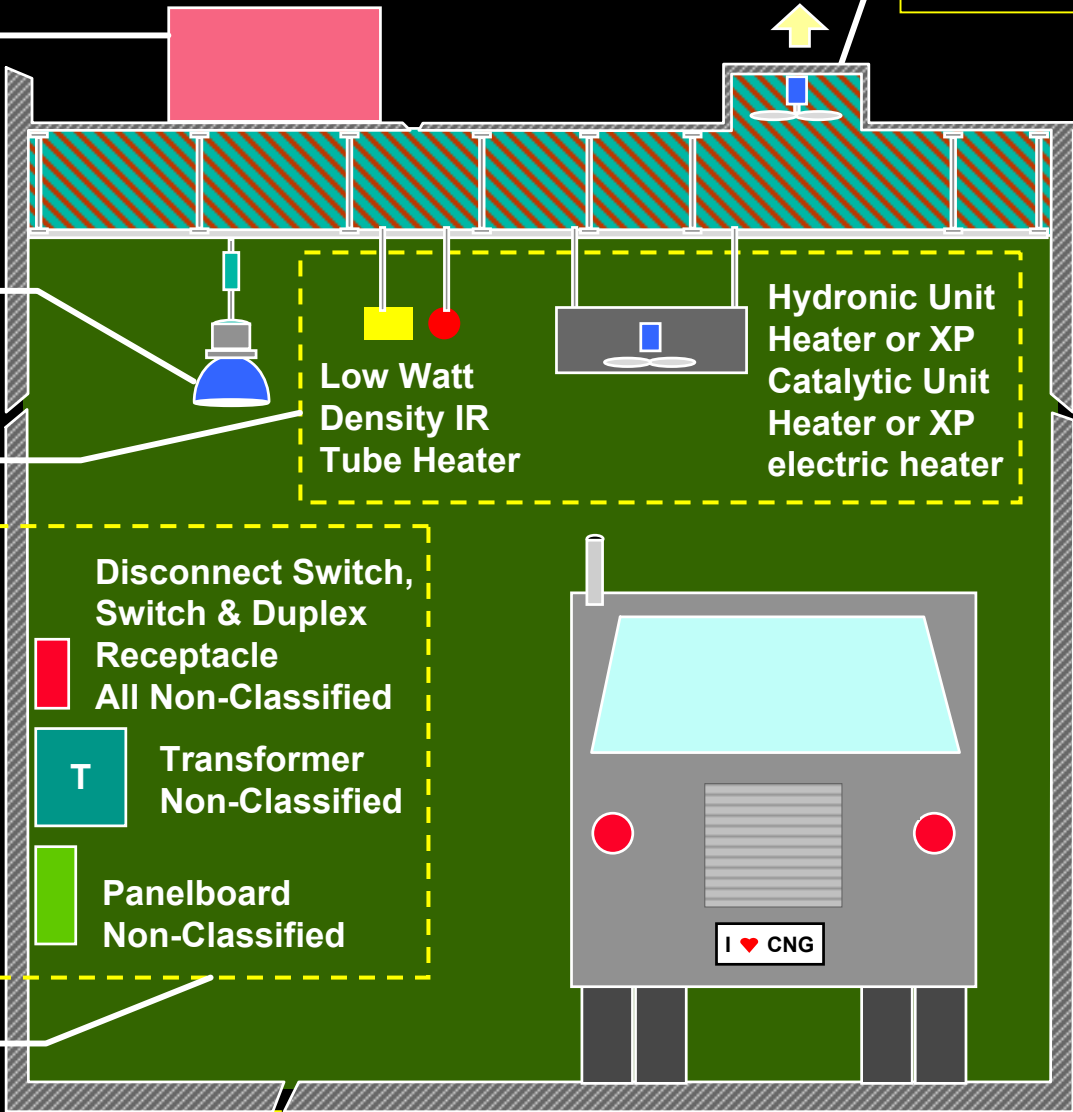 Hydronic Unit
Heater or XP
Catalytic Unit
Heater or XP
electric heater
Low Watt
Density IR
Tube Heater
Disconnect Switch,
Switch & Duplex
Receptacle
All Non-Classified
T
Transformer
Non-Classified
Panelboard
Non-Classified
I ♥ CNG